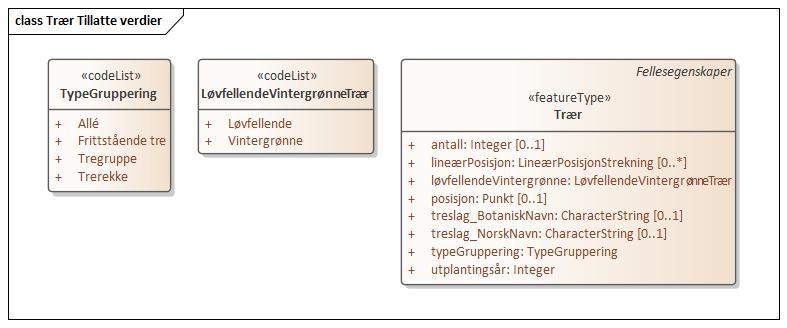 class Trær Tillatte verdier
«codeList»
TypeGruppering
+ Allé
+ Frittstående tre
+ Tregruppe
+ Trerekke
«codeList»
LøvfellendeVintergrønneTrær
+ Løvfellende
+ Vintergrønne
Fellesegenskaper
«featureType»
Trær
+ antall: Integer [0..1]
+ lineærPosisjon: LineærPosisjonStrekning [0..*]
+ løvfellendeVintergrønne: LøvfellendeVintergrønneTrær
+ posisjon: Punkt [0..1]
+ treslag_BotaniskNavn: CharacterString [0..1]
+ treslag_NorskNavn: CharacterString [0..1]
+ typeGruppering: TypeGruppering
+ utplantingsår: Integer